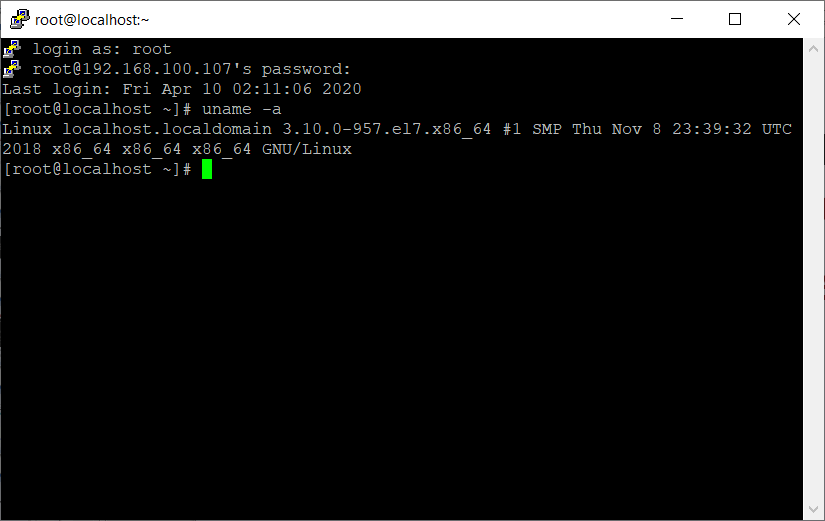 root@localhost:~
login as: root
root@192.168.100.107's password:
Last login: Fri Apr 10 02:11:06 2020
[root@localhost ~]# uname -a
Linux localhost.localdomain 3.10.0-957.el7.x86_64 #1 SMP Thu Nov 8 23:39:32 UTC
2018 x86_64 x86_64 x86_64 GNU/Linux
[root@localhost ~]#